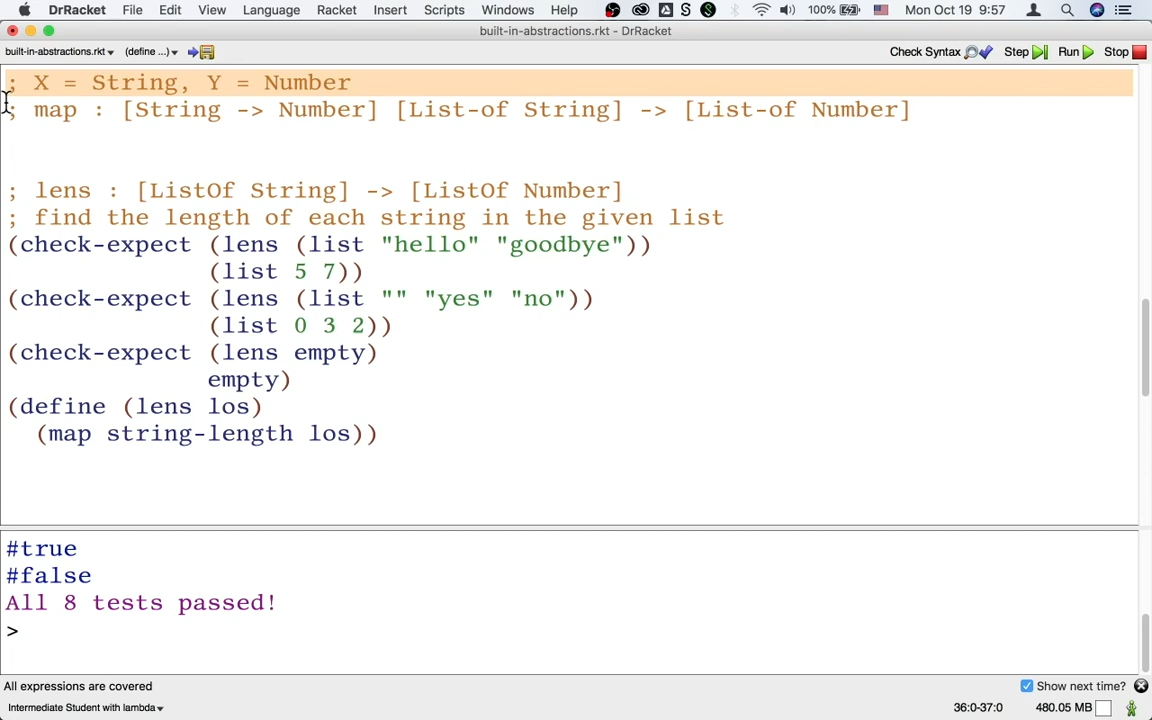 DrRacket File Edit View Language Racket Insert Scripts Windows Help 100% Mon Oct 19 9:57
built-in-abstractions.rkt - DrRacket
built-in-abstractions.rkt (define ...) Check Syntax Step Run Stop
; X = String, Y = Number
; map : [String -> Number] [List-of String] -> [List-of Number]
; lens : [ListOf String] -> [ListOf Number]
; find the length of each string in the given list
(check-expect (lens (list "hello" "goodbye"))
(list 5 7))
(check-expect (lens (list "" "yes" "no"))
(list 0 3 2))
(check-expect (lens empty)
empty)
(define (lens los)
(map string-length los))
#true
#false
All 8 tests passed!
>
All expressions are covered Show next time?
Intermediate Student with lambda 36:0-37:0 480.05 MB